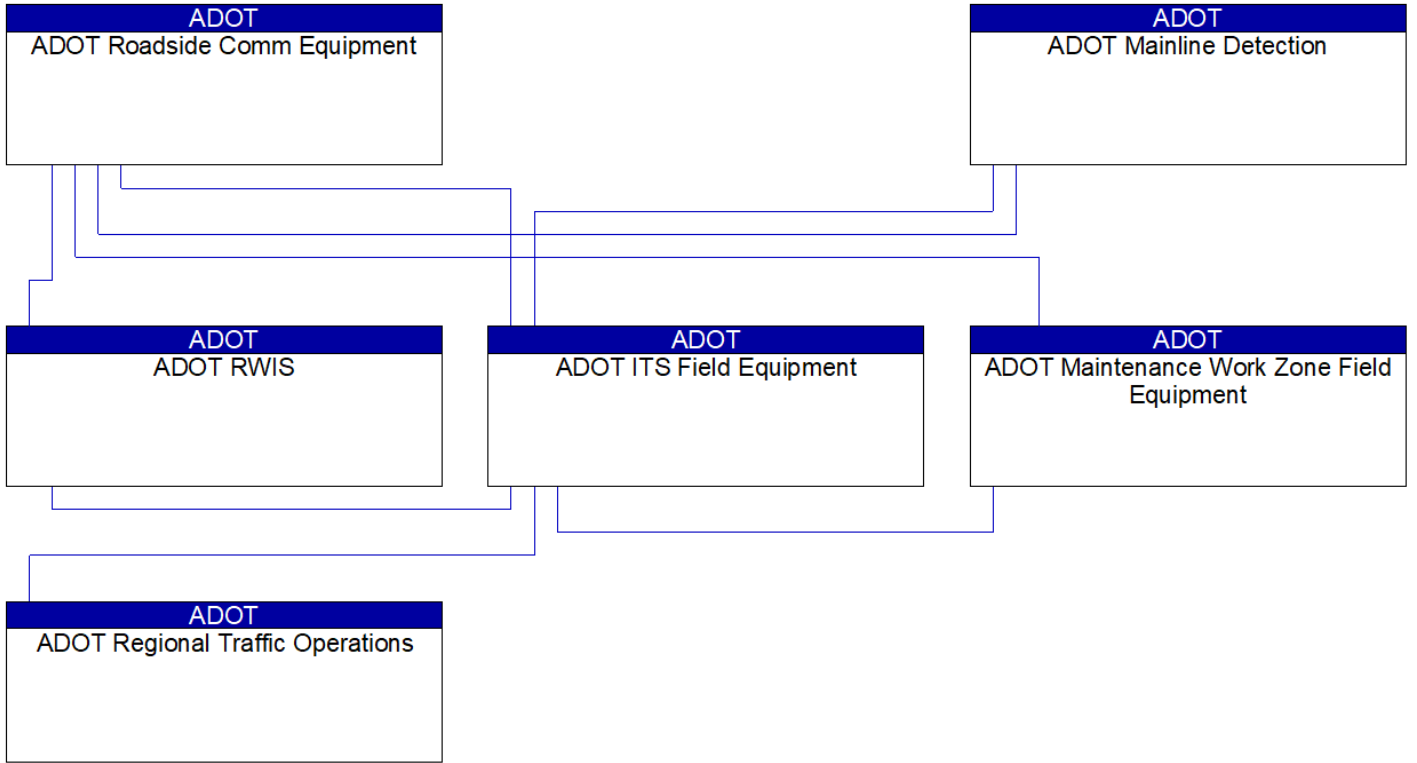 ADOT
ADOT Roadside Comm Equipment
ADOT
ADOT Mainline Detection
ADOT
ADOT RWIS
ADOT
ADOT ITS Field Equipment
ADOT
ADOT Maintenance Work Zone Field
Equipment
ADOT
ADOT Regional Traffic Operations